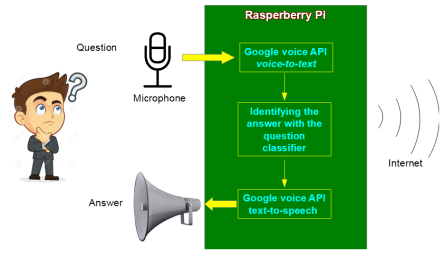 Rasperberry Pi
Question
Google voice API
voice-to-text
Microphone
Identifying the
answer with the
question
classifier
Internet
Answer
Google voice API
text-to-speech